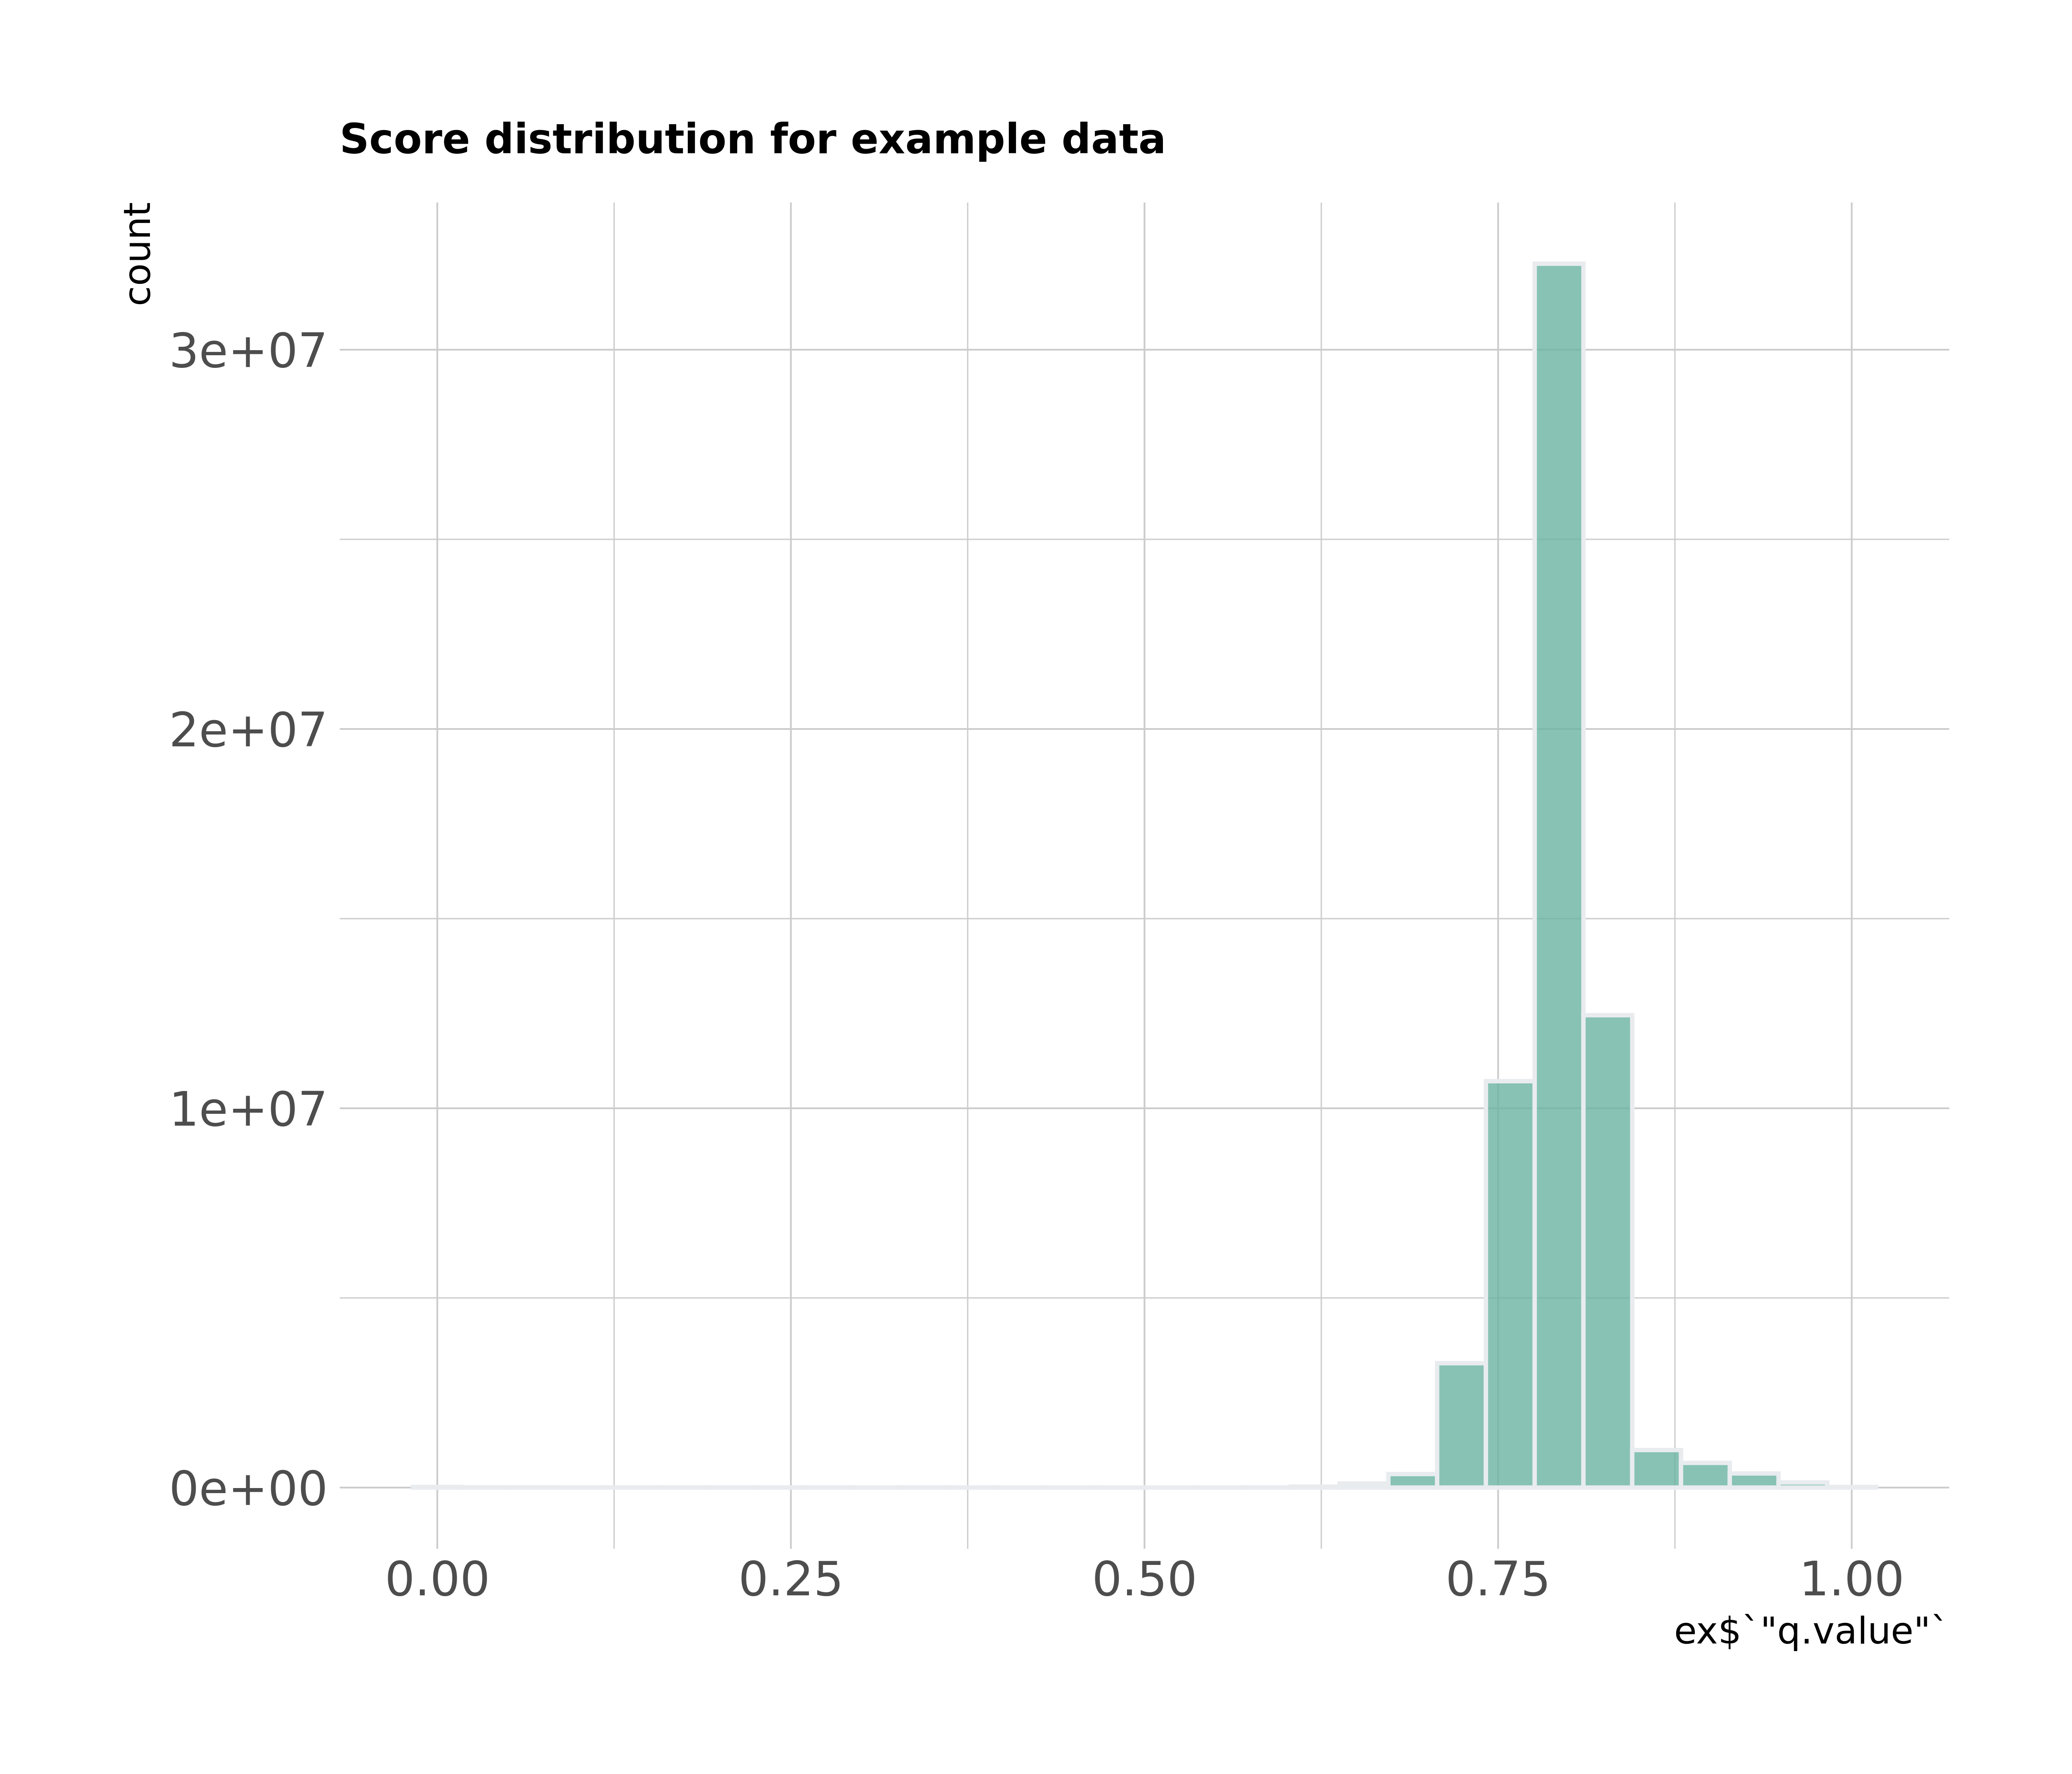 Score distribution for example data
count
3e+07
2e+07
1e+07
0e+00
0.00 0.25 0.50 0.75 1.00
ex$`"q.value"`